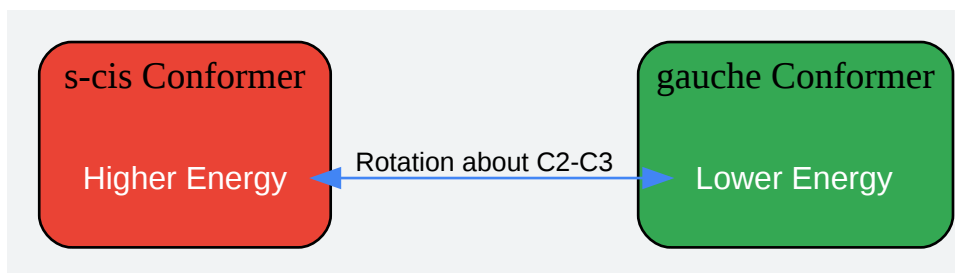 s-cis Conformer
gauche Conformer
Rotation about C2-C3
Higher Energy
Lower Energy